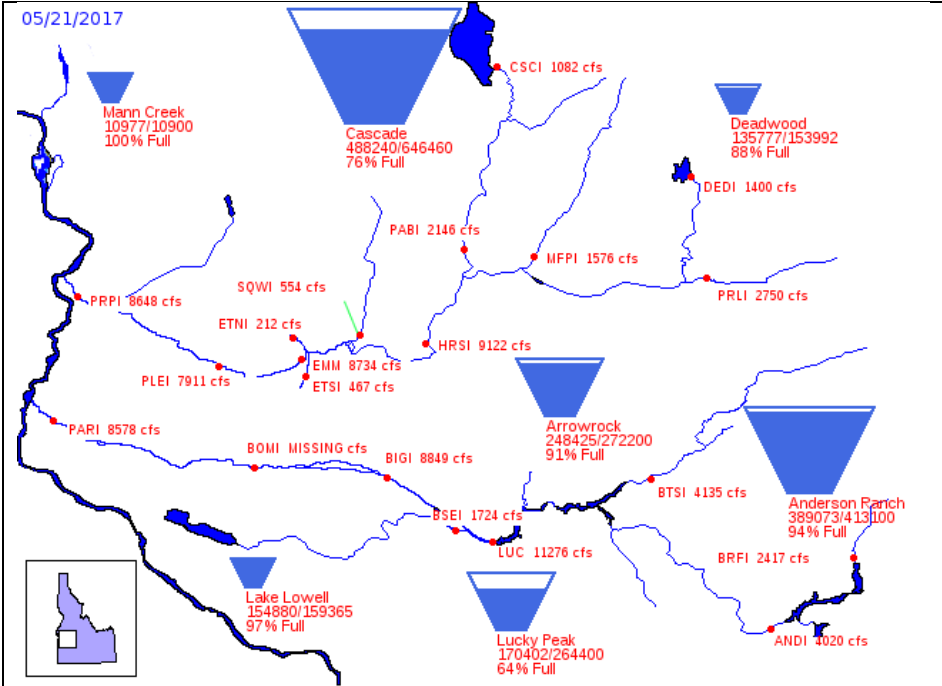 05/21/2017
CSCI 1082 cfs
Mann Creek
10977/10900
100% Full
Cascade
488240/646460
76% Full
Deadwood
135777/153992
88% Full
DEDI 1400 cfs
PABI 2146 cfs
MFPI 1576 cfs
PRLI 2750 cfs
SQWI 554 cfs
PRPI 8648 cfs
ETNI 212 cfs
HRSI 9122 cfs
EMM 8734 cfs
PLEI 7911 cfs
ETSI 467 cfs
Arrowrock
248425/272200
91% Full
PARI 8578 cfs
BOMI MISSING cfs
BIGI 8849 cfs
BTSI 4135 cfs
Anderson Ranch
389073/413100
94% Full
BSEI 1724 cfs
LUC 11276 cfs
BRFI 2417 cfs
Lake Lowell
154880/159365
97% Full
Lucky Peak
170402/264400
64% Full
ANDI 4020 cfs